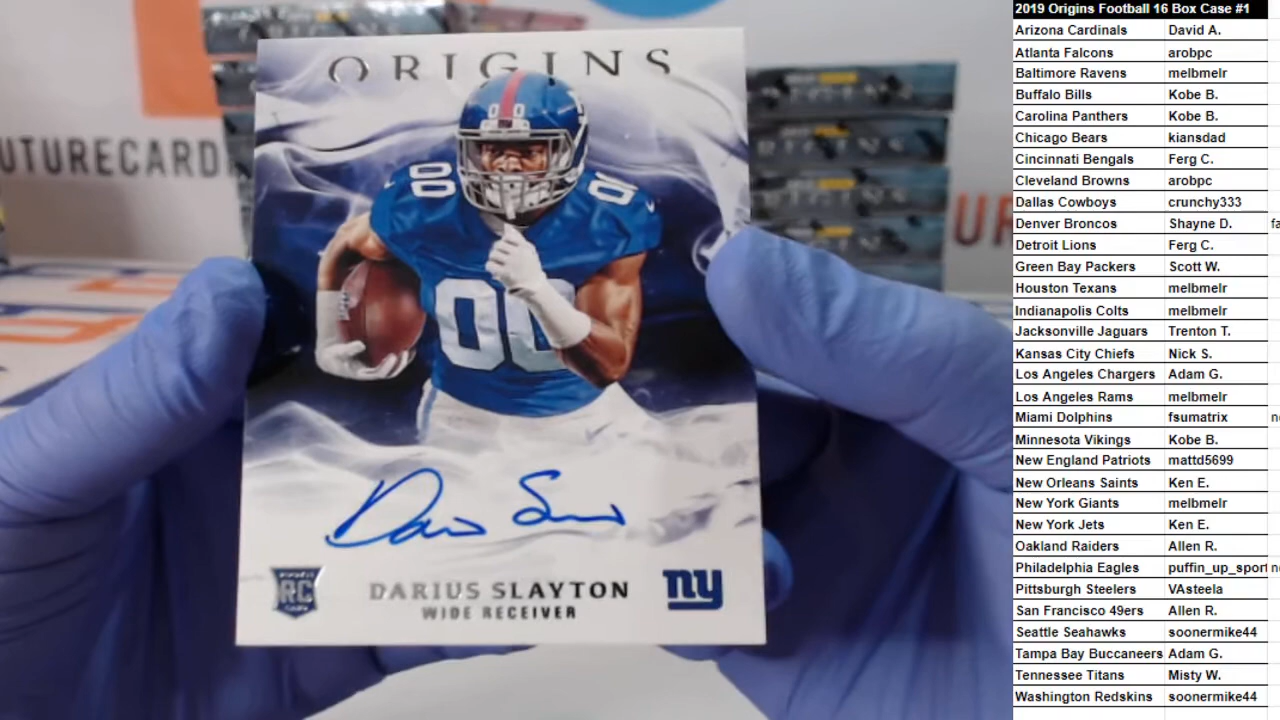 ORIGINS
UTURECARD
UR
00
00
00
00
Daris Slayton
RC
DARIUS SLAYTON
WIDE RECEIVER
ny
2019 Origins Football 16 Box Case #1
Arizona Cardinals David A.
Atlanta Falcons arobpc
Baltimore Ravens melbmelr
Buffalo Bills Kobe B.
Carolina Panthers Kobe B.
Chicago Bears kiansdad
Cincinnati Bengals Ferg C.
Cleveland Browns arobpc
Dallas Cowboys crunchy333
Denver Broncos Shayne D. fa
Detroit Lions Ferg C.
Green Bay Packers Scott W.
Houston Texans melbmelr
Indianapolis Colts melbmelr
Jacksonville Jaguars Trenton T.
Kansas City Chiefs Nick S.
Los Angeles Chargers Adam G.
Los Angeles Rams melbmelr
Miami Dolphins fsumatrix
Minnesota Vikings Kobe B.
New England Patriots mattd5699
New Orleans Saints Ken E.
New York Giants melbmelr
New York Jets Ken E.
Oakland Raiders Allen R.
Philadelphia Eagles puffin_up_sport
Pittsburgh Steelers VAsteela
San Francisco 49ers Allen R.
Seattle Seahawks soonermike44
Tampa Bay Buccaneers Adam G.
Tennessee Titans Misty W.
Washington Redskins soonermike44